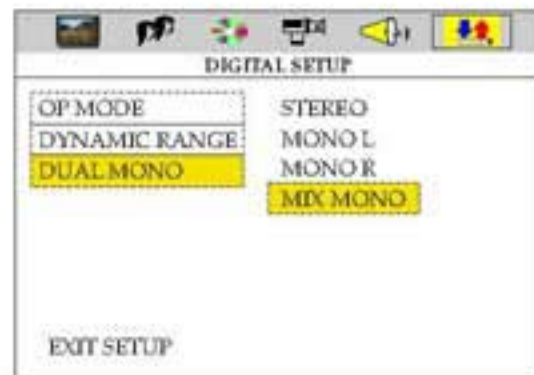 DIGITAL SETUP
OP MODE
DYNAMIC RANGE
DUAL MONO
STEREO
MONO L
MONO R
MIX MONO
EXIT SETUP